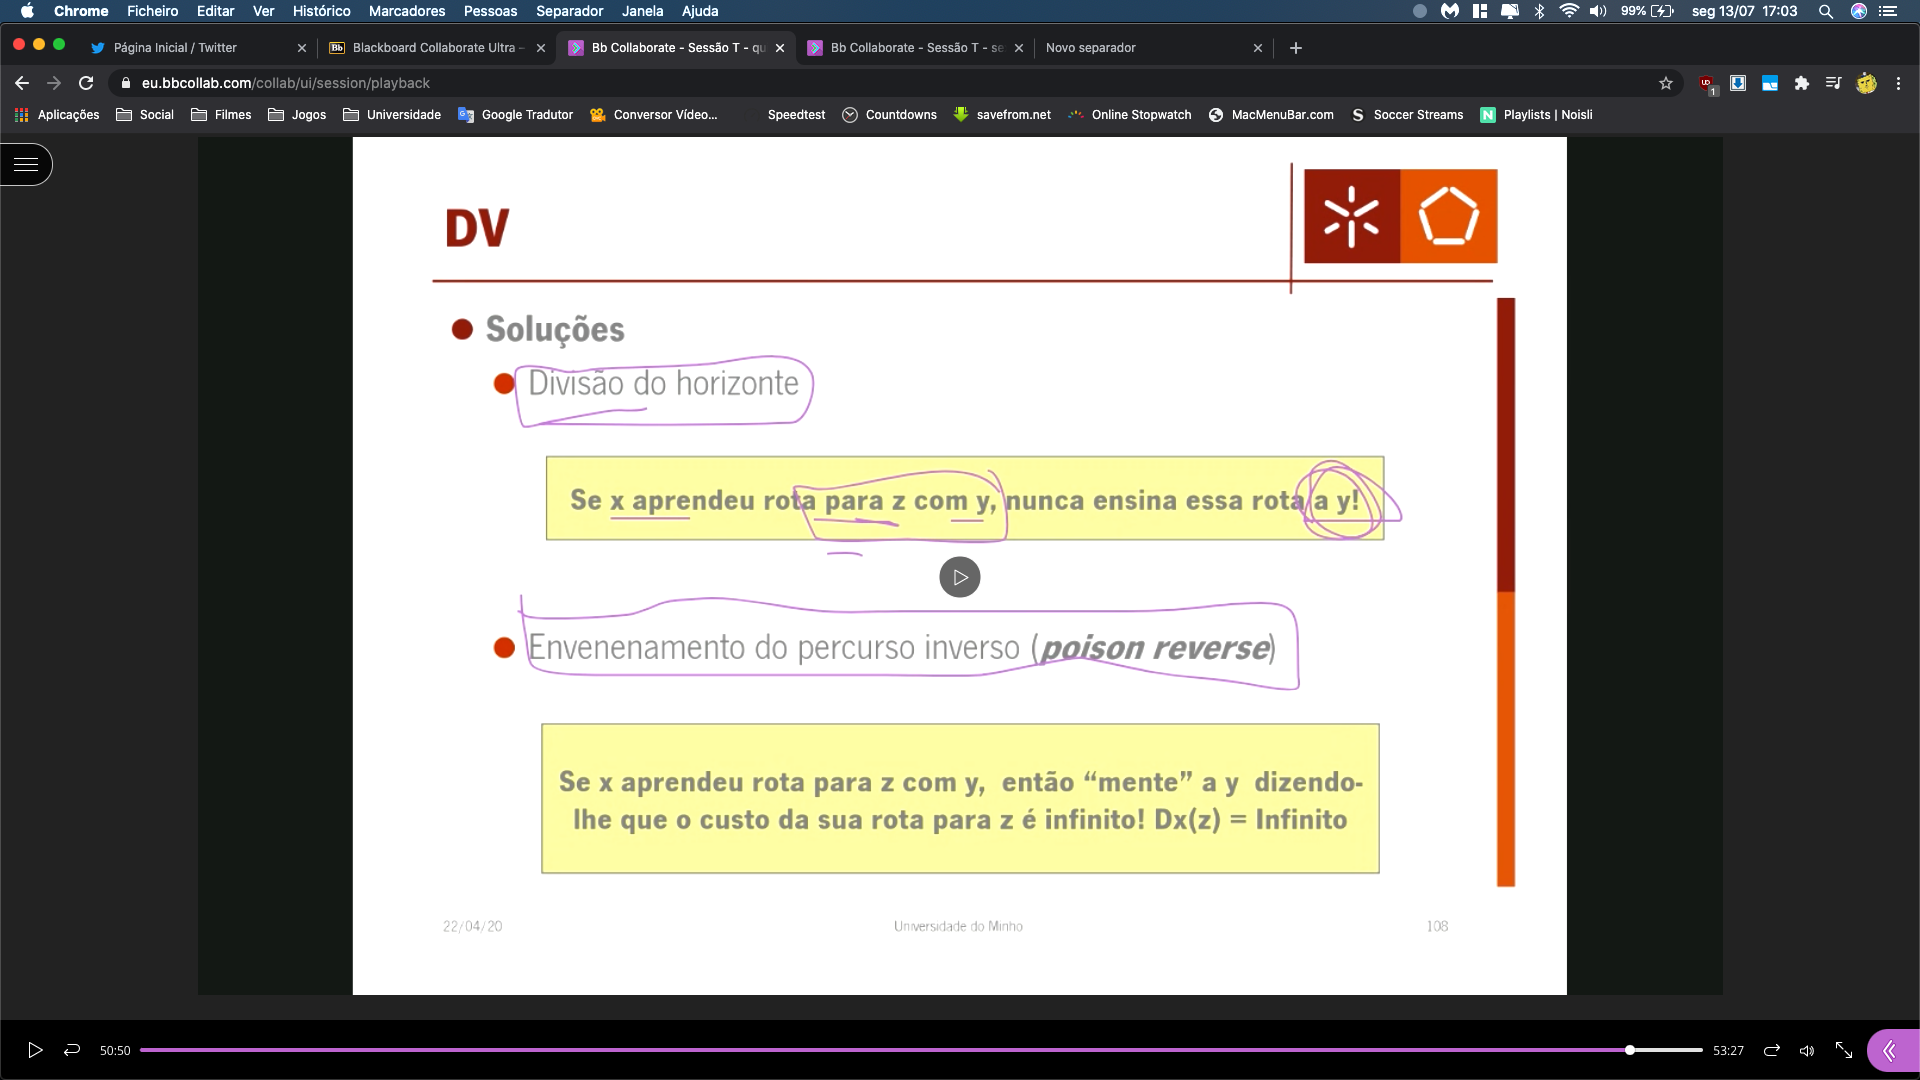 Chrome Ficheiro Editar Ver Histórico Marcadores Pessoas Separador Janela Ajuda 99% seg 13/07 17:03
Página Inicial / Twitter Blackboard Collaborate Ultra – Bb Collaborate - Sessão T - qu Bb Collaborate - Sessão T - se Novo separador
eu.bbcollab.com/collab/ui/session/playback
Aplicações Social Filmes Jogos Universidade Google Tradutor Conversor Vídeo... Speedtest Countdowns savefrom.net Online Stopwatch MacMenuBar.com Soccer Streams Playlists | Noisli
DV
Soluções
Divisão do horizonte
Se x aprendeu rota para z com y, nunca ensina essa rota a y!
Envenenamento do percurso inverso (poison reverse)
Se x aprendeu rota para z com y, então “mente” a y dizendo-
lhe que o custo da sua rota para z é infinito! Dx(z) = Infinito
22/04/20 Universidade do Minho 108
50:50 53:27